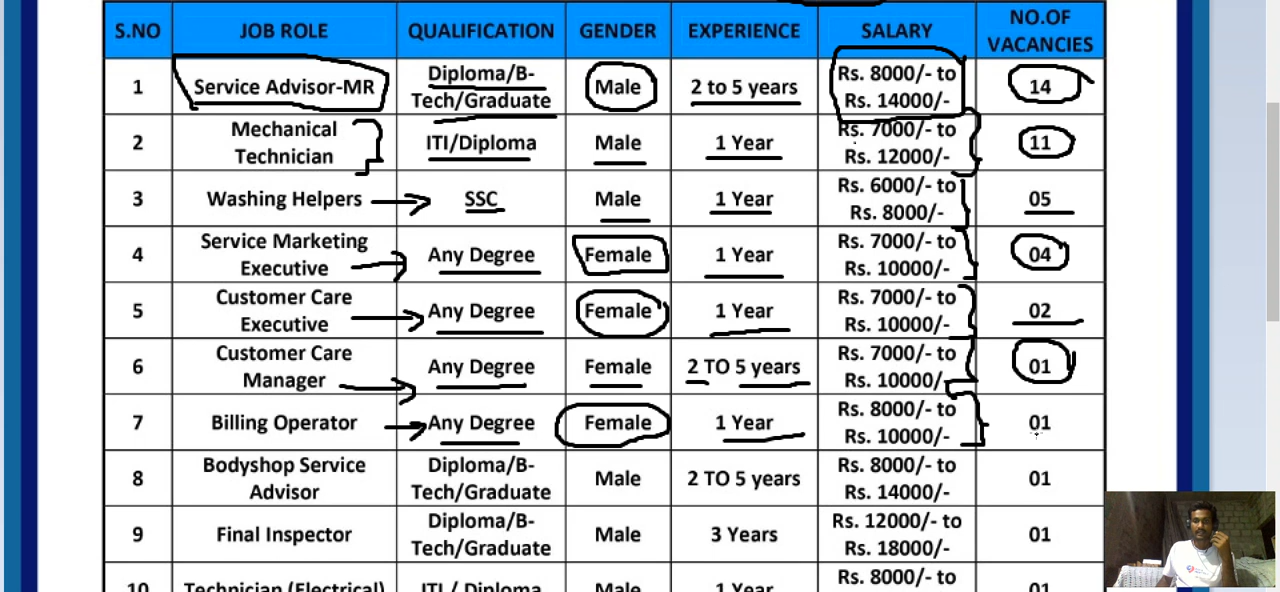 S.NO JOB ROLE QUALIFICATION GENDER EXPERIENCE SALARY NO.OF VACANCIES
1 Service Advisor-MR Diploma/B-Tech/Graduate Male 2 to 5 years Rs. 8000/- to Rs. 14000/- 14
2 Mechanical Technician ITI/Diploma Male 1 Year Rs. 7000/- to Rs. 12000/- 11
3 Washing Helpers SSC Male 1 Year Rs. 6000/- to Rs. 8000/- 05
4 Service Marketing Executive Any Degree Female 1 Year Rs. 7000/- to Rs. 10000/- 04
5 Customer Care Executive Any Degree Female 1 Year Rs. 7000/- to Rs. 10000/- 02
6 Customer Care Manager Any Degree Female 2 TO 5 years Rs. 7000/- to Rs. 10000/- 01
7 Billing Operator Any Degree Female 1 Year Rs. 8000/- to Rs. 10000/- 01
8 Bodyshop Service Advisor Diploma/B-Tech/Graduate Male 2 TO 5 years Rs. 8000/- to Rs. 14000/- 01
9 Final Inspector Diploma/B-Tech/Graduate Male 3 Years Rs. 12000/- to Rs. 18000/- 01
10 Technician (Electrical) ITI / Diploma Male 1 Year Rs. 8000/- to 01